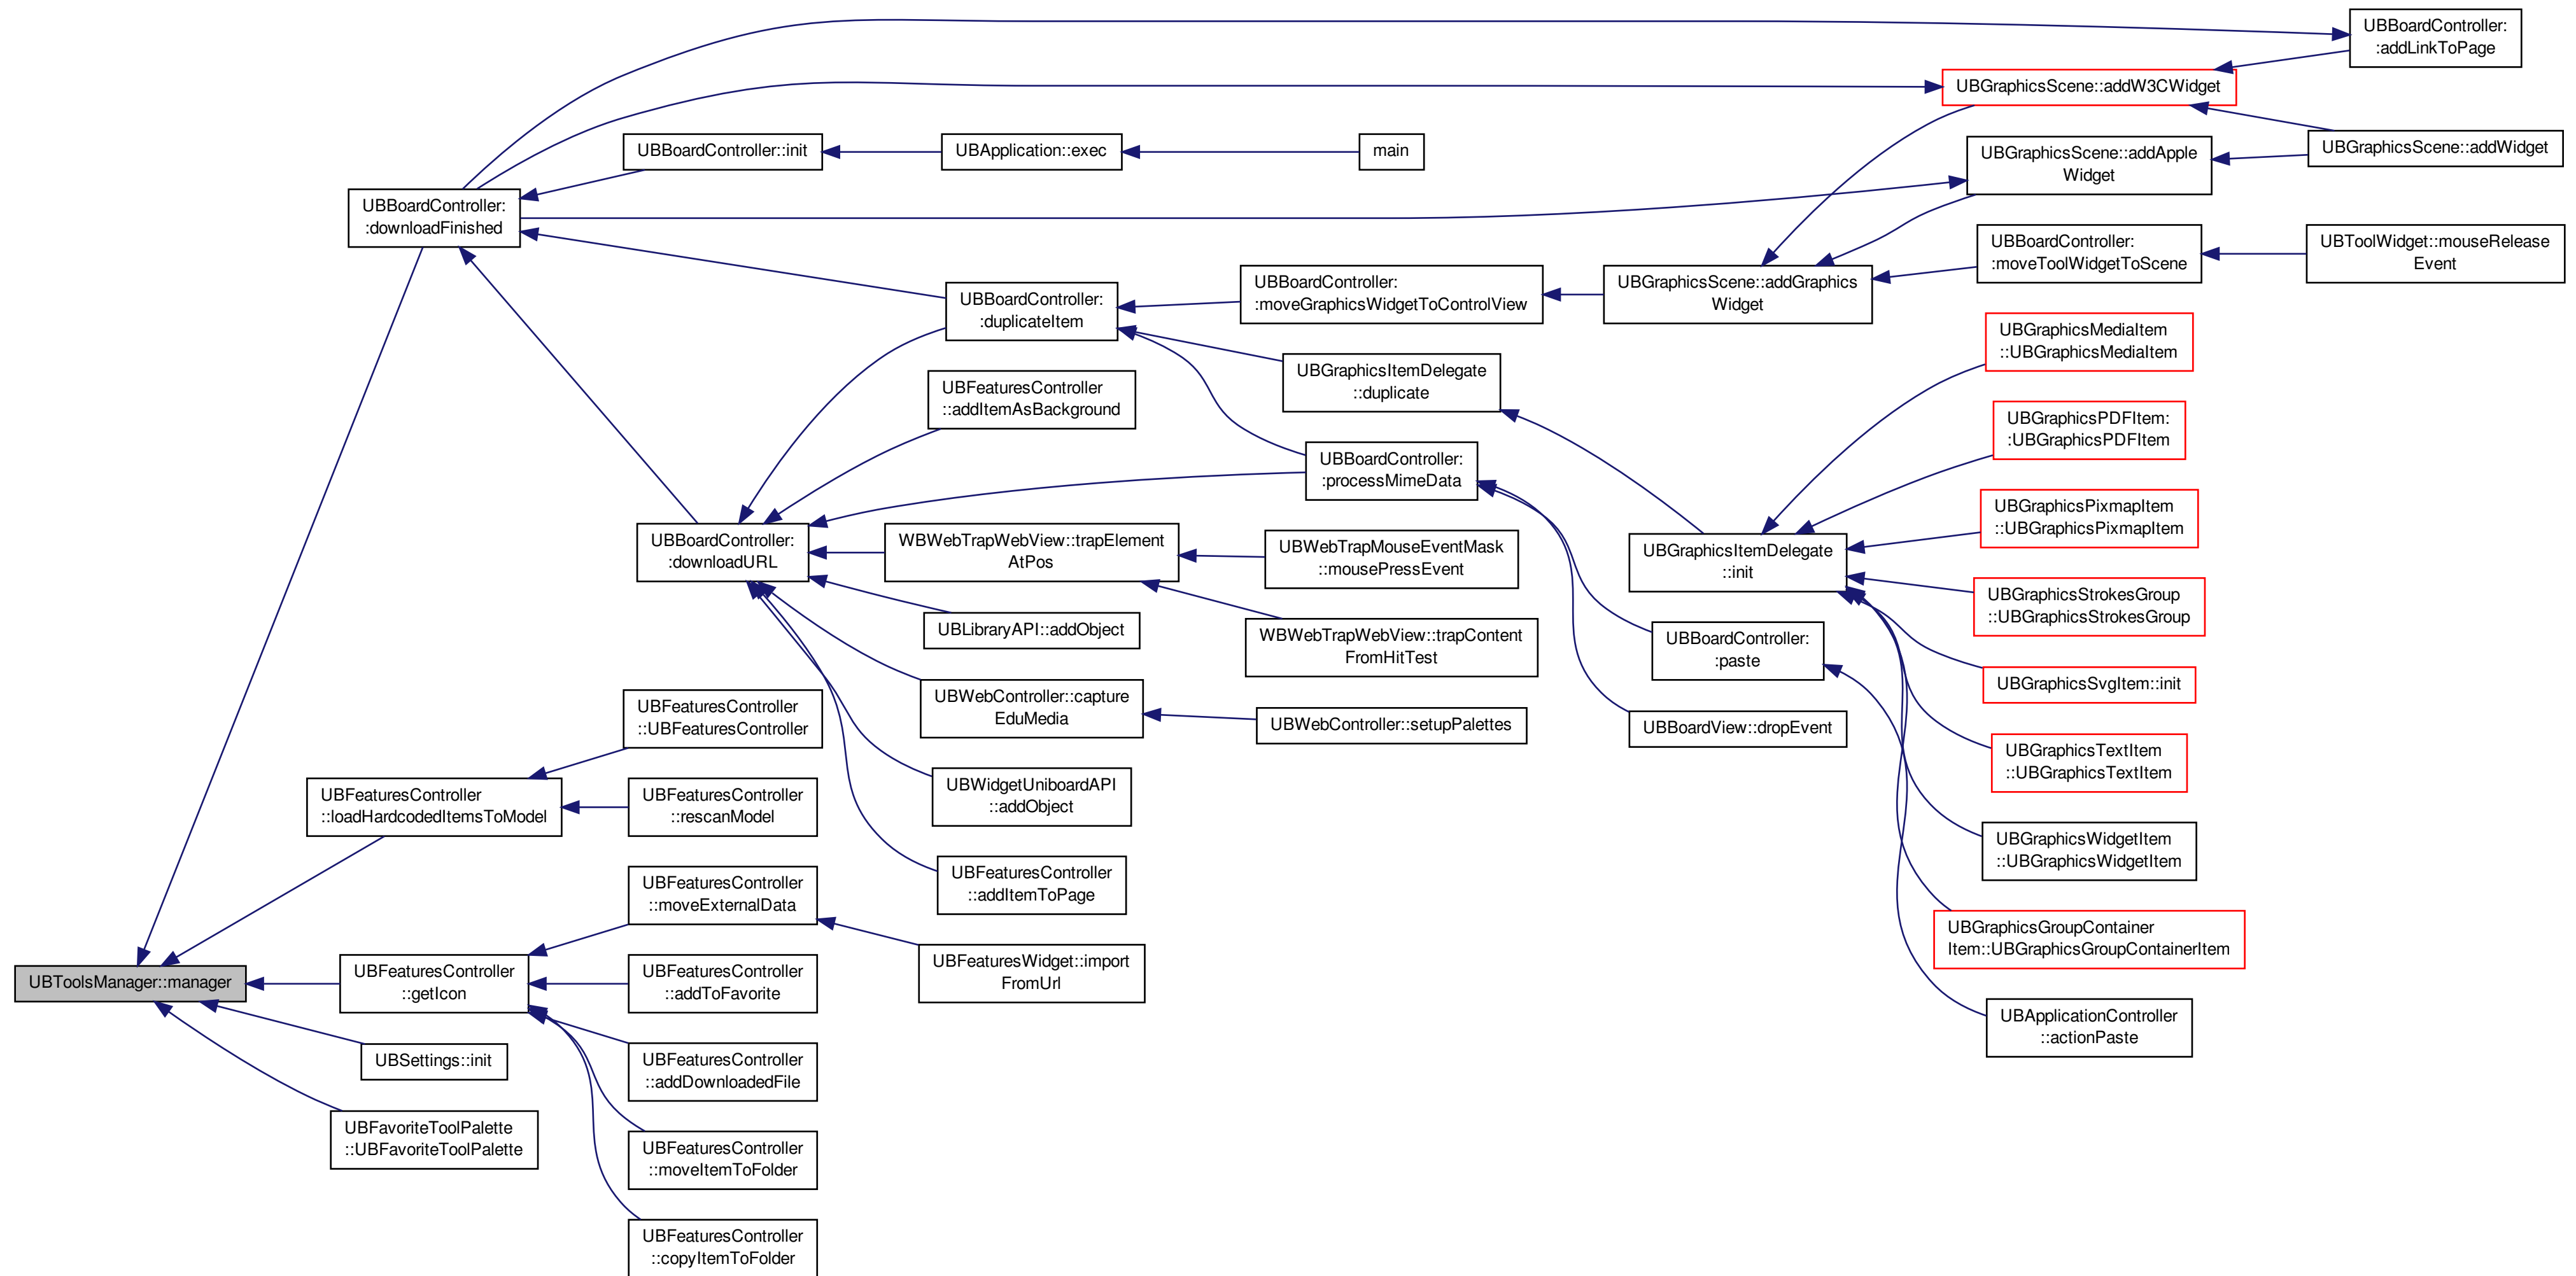 UBBoardController:
:addLinkToPage
UBGraphicsScene::addW3CWidget
UBBoardController::init
UBApplication::exec
main
UBGraphicsScene::addApple
Widget
UBGraphicsScene::addWidget
UBBoardController:
:downloadFinished
UBBoardController:
:moveToolWidgetToScene
UBToolWidget::mouseRelease
Event
UBBoardController:
:duplicateItem
UBBoardController:
:moveGraphicsWidgetToControlView
UBGraphicsScene::addGraphics
Widget
UBGraphicsMediaItem
::UBGraphicsMediaItem
UBFeaturesController
::addItemAsBackground
UBGraphicsItemDelegate
::duplicate
UBGraphicsPDFItem:
:UBGraphicsPDFItem
UBBoardController:
:processMimeData
UBGraphicsPixmapItem
::UBGraphicsPixmapItem
UBBoardController:
:downloadURL
WBWebTrapWebView::trapElement
AtPos
UBWebTrapMouseEventMask
::mousePressEvent
UBGraphicsItemDelegate
::init
UBGraphicsStrokesGroup
::UBGraphicsStrokesGroup
UBLibraryAPI::addObject
WBWebTrapWebView::trapContent
FromHitTest
UBBoardController:
:paste
UBGraphicsSvgItem::init
UBFeaturesController
::UBFeaturesController
UBWebController::capture
EduMedia
UBWebController::setupPalettes
UBBoardView::dropEvent
UBGraphicsTextItem
::UBGraphicsTextItem
UBFeaturesController
::loadHardcodedItemsToModel
UBFeaturesController
::rescanModel
UBWidgetUniboardAPI
::addObject
UBGraphicsWidgetItem
::UBGraphicsWidgetItem
UBFeaturesController
::moveExternalData
UBFeaturesController
::addItemToPage
UBGraphicsGroupContainer
Item::UBGraphicsGroupContainerItem
UBToolsManager::manager
UBFeaturesController
::getIcon
UBFeaturesController
::addToFavorite
UBFeaturesWidget::import
FromUrl
UBApplicationController
::actionPaste
UBSettings::init
UBFeaturesController
::addDownloadedFile
UBFavoriteToolPalette
::UBFavoriteToolPalette
UBFeaturesController
::moveItemToFolder
UBFeaturesController
::copyItemToFolder